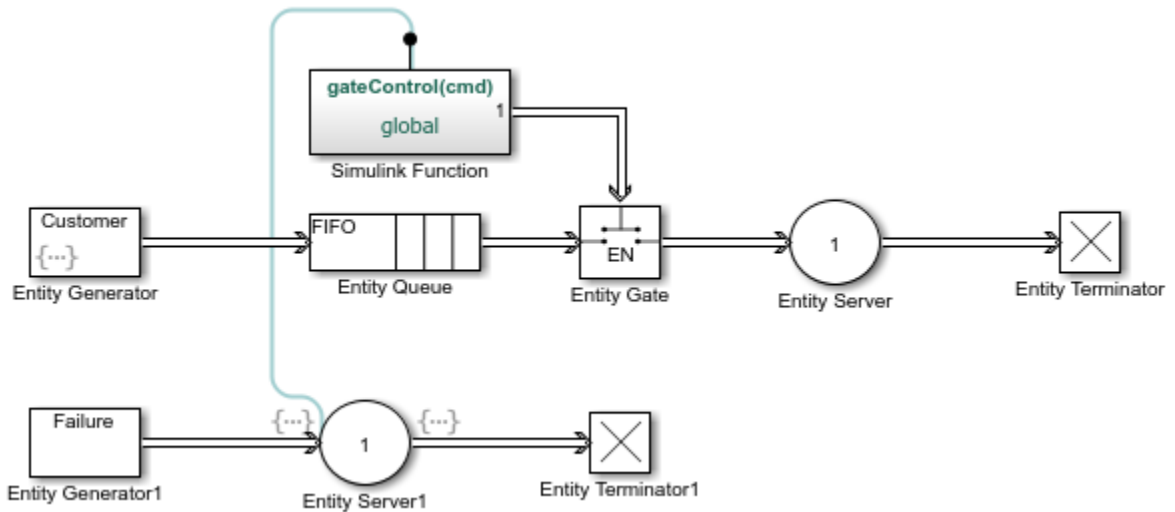 gateControl(cmd)
1
global
Simulink Function
Customer
{...}
Entity Generator
FIFO
Entity Queue
EN
Entity Gate
1
Entity Server
Entity Terminator
Failure
Entity Generator1
{...}
1
{...}
Entity Server1
Entity Terminator1